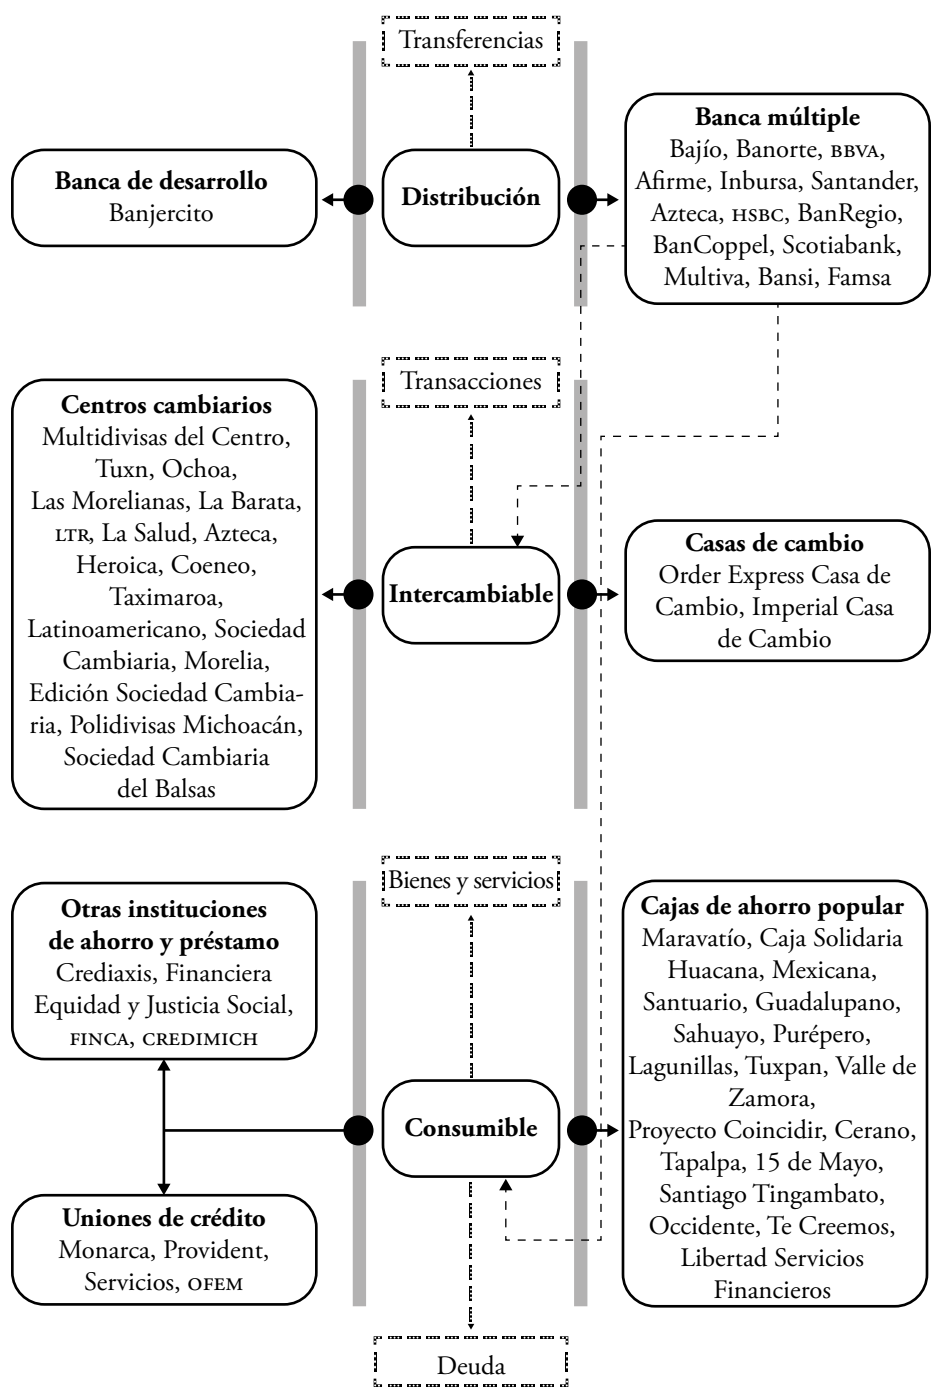 Transferencias
Banca de desarrollo
Banjercito
Distribución
Banca múltiple
Bajío, Banorte, BBVA,
Afirme, Inbursa, Santander,
Azteca, HSBC, BanRegio,
BanCoppel, Scotiabank,
Multiva, Bansi, Famsa
Transacciones
Centros cambiarios
Multidivisas del Centro,
Tuxn, Ochoa,
Las Morelianas, La Barata,
LTR, La Salud, Azteca,
Heroica, Coeneo,
Taximaroa,
Latinoamericano, Sociedad
Cambiaria, Morelia,
Edición Sociedad Cambia-
ria, Polidivisas Michoacán,
Sociedad Cambiaria
del Balsas
Intercambiable
Casas de cambio
Order Express Casa de
Cambio, Imperial Casa
de Cambio
Bienes y servicios
Otras instituciones
de ahorro y préstamo
Crediaxis, Financiera
Equidad y Justicia Social,
FINCA, CREDIMICH
Consumible
Uniones de crédito
Monarca, Provident,
Servicios, OFEM
Cajas de ahorro popular
Maravatío, Caja Solidaria
Huacana, Mexicana,
Santuario, Guadalupano,
Sahuayo, Purépero,
Lagunillas, Tuxpan, Valle de
Zamora,
Proyecto Coincidir, Cerano,
Tapalpa, 15 de Mayo,
Santiago Tingambato,
Occidente, Te Creemos,
Libertad Servicios
Financieros
Deuda